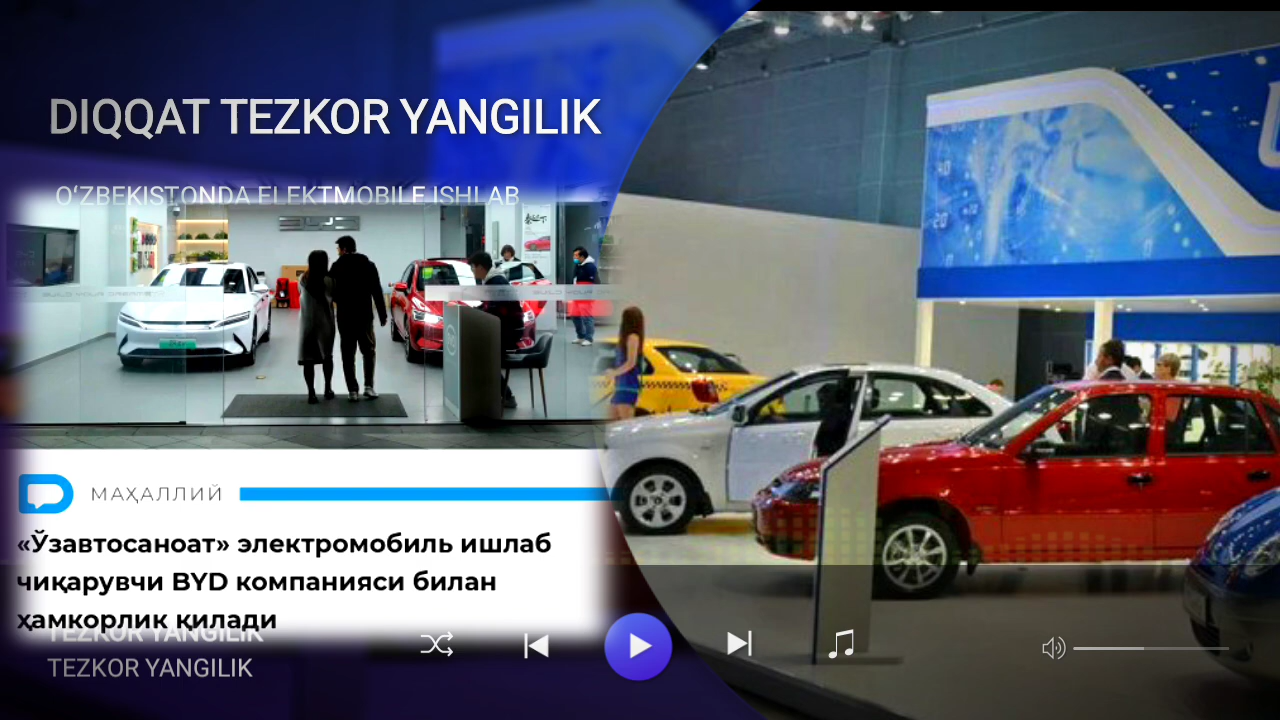 DIQQAT TEZKOR YANGILIK
O‘ZBEKISTONDA ELEKTMOBILE ISHLAB
МАҲАЛЛИЙ
«Ўзавтосаноат» электромобиль ишлаб
чиқарувчи BYD компанияси билан
ҳамкорлик қилади
TEZKOR YANGILIK
TEZKOR YANGILIK